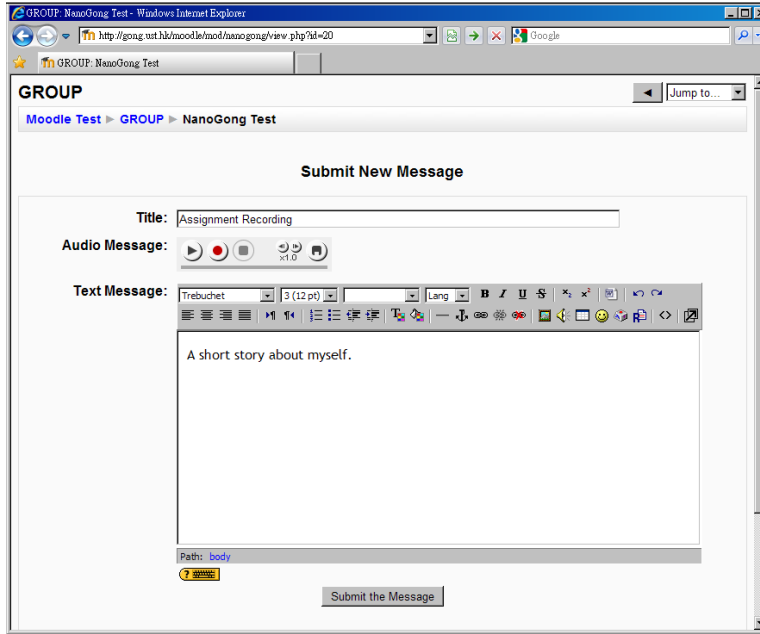 GROUP: NanoGong Test - Windows Internet Explorer
http://gong.ust.hk/moodle/mod/nanogong/view.php?id=20
Google
GROUP: NanoGong Test
GROUP
Jump to...
Moodle Test ► GROUP ► NanoGong Test
Submit New Message
Title: Assignment Recording
Audio Message:
x1.0
Text Message:
Trebuchet 3 (12 pt) Lang B I U S x₂ x²
A short story about myself.
Path: body
?
Submit the Message